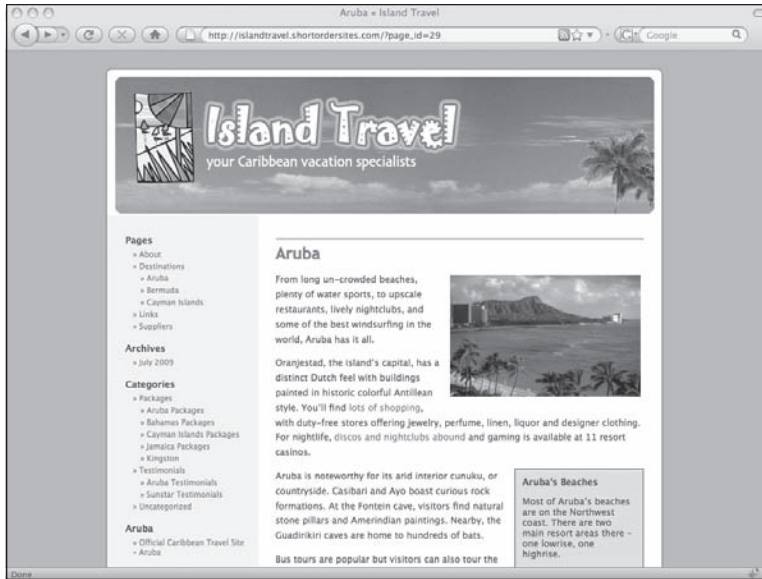 Aruba « Island Travel
http://islandtravel.shortordersites.com/?page_id=29
Google
Island Travel
your Caribbean vacation specialists
Pages
» About
» Destinations
» Aruba
» Bermuda
» Cayman Islands
» Links
» Suppliers
Archives
» July 2009
Categories
» Packages
» Aruba Packages
» Bahamas Packages
» Cayman Islands Packages
» Jamaica Packages
» Kingston
» Testimonials
» Aruba Testimonials
» Sunstar Testimonials
» Uncategorized
Aruba
» Official Caribbean Travel Site
- Aruba
Aruba
From long un-crowded beaches,
plenty of water sports, to upscale
restaurants, lively nightclubs, and
some of the best windsurfing in the
world, Aruba has it all.
Oranjestad, the island's capital, has a
distinct Dutch feel with buildings
painted in historic colorful Antillean
style. You'll find lots of shopping,
with duty-free stores offering jewelry, perfume, linen, liquor and designer clothing.
For nightlife, discos and nightclubs abound and gaming is available at 11 resort
casinos.
Aruba is noteworthy for its arid interior cunuku, or
countryside. Casibari and Ayo boast curious rock
formations. At the Fontein cave, visitors find natural
stone pillars and Amerindian paintings. Nearby, the
Guadirikiri caves are home to hundreds of bats.
Bus tours are popular but visitors can also tour the
Aruba's Beaches
Most of Aruba's beaches
are on the Northwest
coast. There are two
main resort areas there -
one lowrise, one
highrise.
Done